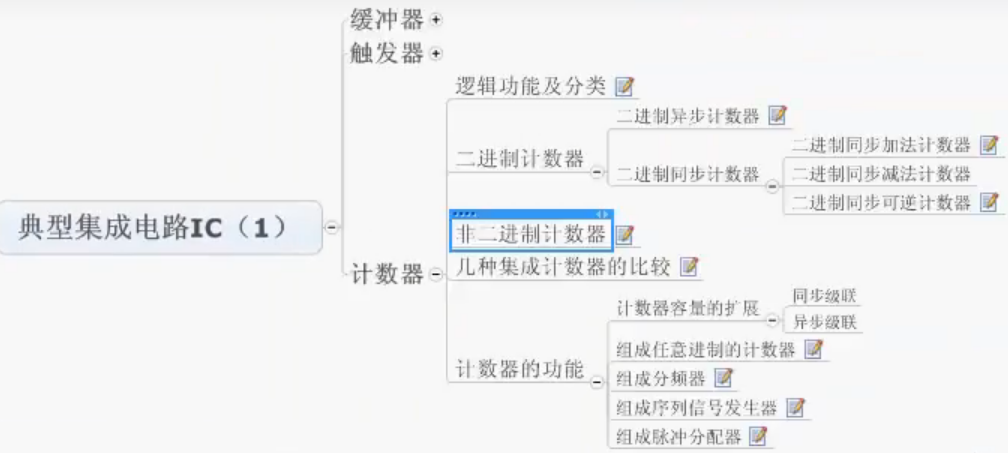 典型集成电路IC（1）
缓冲器
触发器
计数器
逻辑功能及分类
二进制计数器
二进制异步计数器
二进制同步计数器
二进制同步加法计数器
二进制同步减法计数器
二进制同步可逆计数器
非二进制计数器
几种集成计数器的比较
计数器的功能
计数器容量的扩展
同步级联
异步级联
组成任意进制的计数器
组成分频器
组成序列信号发生器
组成脉冲分配器